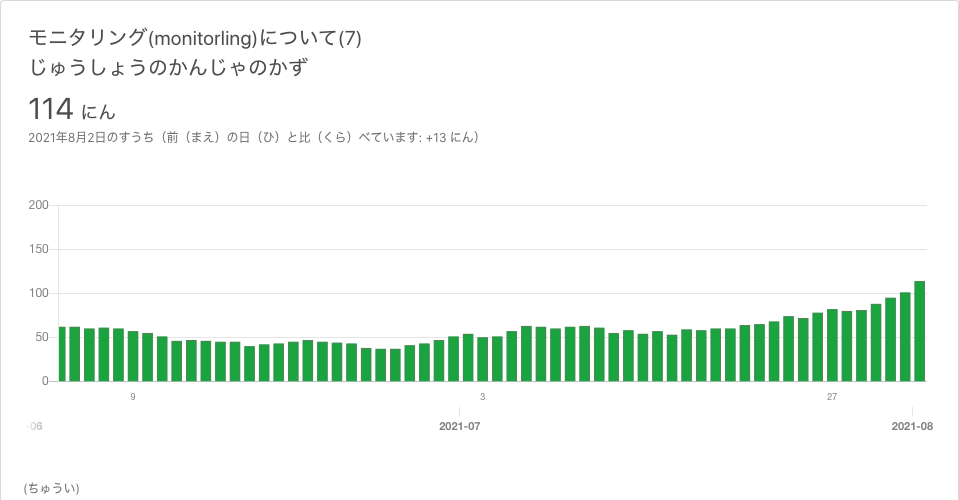 モニタリング(monitorling)について(7)
じゅうしょうのかんじゃのかず
114 にん
2021年8月2日のすうち（前（まえ）の日（ひ）と比（くら）べています: +13 にん）
200
150
100
50
0
9
3
27
-06
2021-07
2021-08
(ちゅうい)